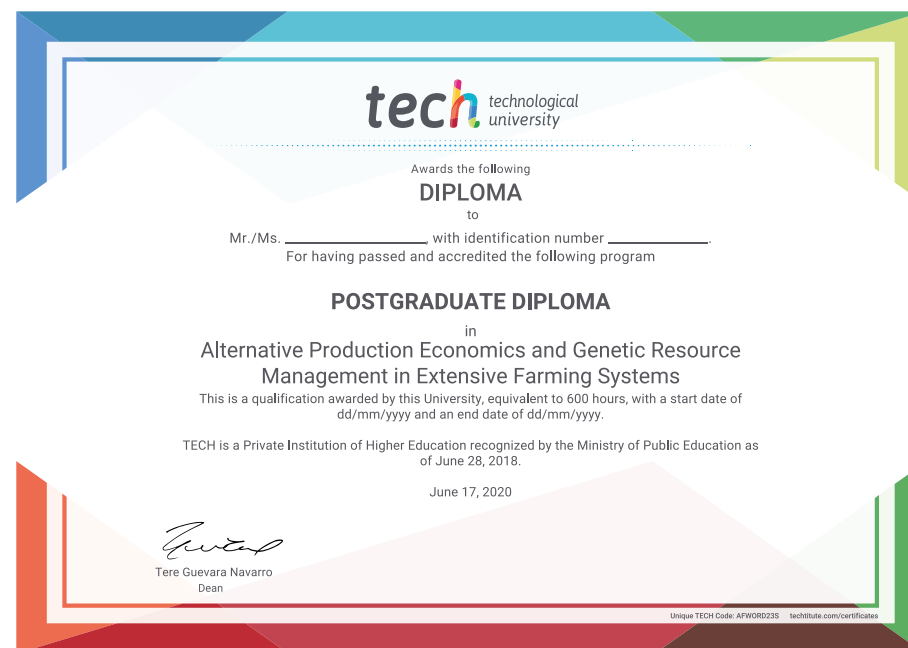 tech technological
university
Awards the following
DIPLOMA
to
Mr./Ms. ____________________, with identification number ______________.
For having passed and accredited the following program
POSTGRADUATE DIPLOMA
in
Alternative Production Economics and Genetic Resource
Management in Extensive Farming Systems
This is a qualification awarded by this University, equivalent to 600 hours, with a start date of
dd/mm/yyyy and an end date of dd/mm/yyyy.
TECH is a Private Institution of Higher Education recognized by the Ministry of Public Education as
of June 28, 2018.
June 17, 2020
Tere Guevara Navarro
Dean
Unique TECH Code: AFWORD23S techtitute.com/certificates